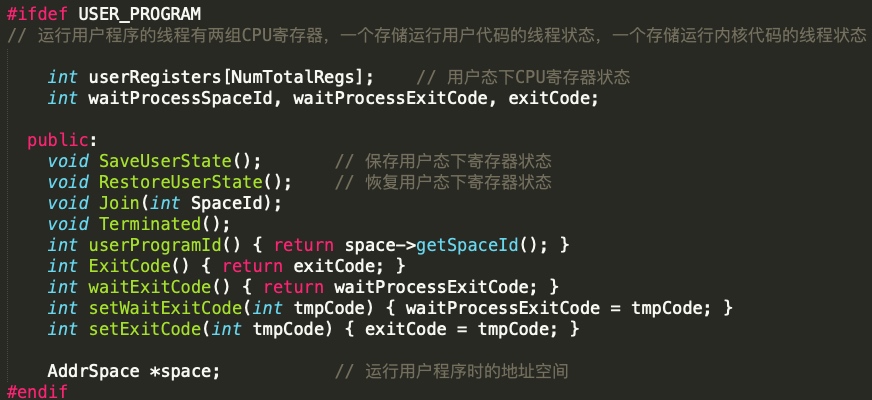 #ifdef USER_PROGRAM
// 运行用户程序的线程有两组CPU寄存器，一个存储运行用户代码的线程状态，一个存储运行内核代码的线程状态
int userRegisters[NumTotalRegs]; // 用户态下CPU寄存器状态
int waitProcessSpaceId, waitProcessExitCode, exitCode;
public:
void SaveUserState(); // 保存用户态下寄存器状态
void RestoreUserState(); // 恢复用户态下寄存器状态
void Join(int SpaceId);
void Terminated();
int userProgramId() { return space->getSpaceId(); }
int ExitCode() { return exitCode; }
int waitExitCode() { return waitProcessExitCode; }
int setWaitExitCode(int tmpCode) { waitProcessExitCode = tmpCode; }
int setExitCode(int tmpCode) { exitCode = tmpCode; }
AddrSpace *space; // 运行用户程序时的地址空间
#endif